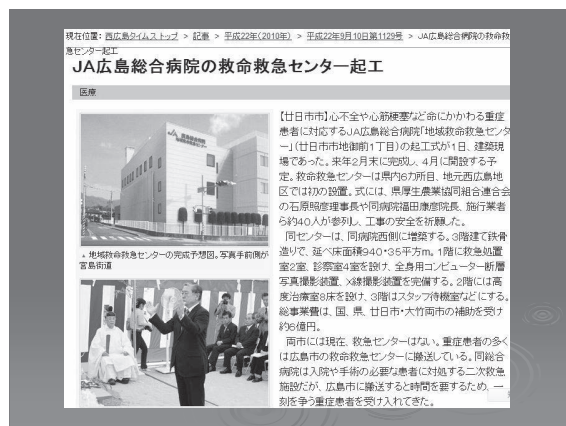 現在位置: 西広島タイムス トップ > 記事 > 平成22年(2010年) > 平成22年9月10日第1129号 > JA広島総合病院の救命救
急センター起工
JA広島総合病院の救命救急センター起工
医療
▲ 地域救命救急センターの完成予想図。写真手前側が
宮島街道
【廿日市市】心不全や心筋梗塞など命にかかわる重症
患者に対応するJA広島総合病院「地域救命救急センタ
ー」(廿日市市地御前1丁目)の起工式が1日、建築現
場であった。来年2月末に完成し、4月に開設する予
定。救命救急センターは県内6カ所目、地元西広島地
区では初の設置。式には、県厚生農業協同組合連合会
の石原照彦理事長や同病院福田康彦院長、施行業者
ら約40人が参列し、工事の安全を祈願した。
同センターは、同病院西側に増築する。3階建て鉄骨
造りで、延べ床面積940・35平方m。1階に救急処置
室2室、診察室4室を設け、全身用コンピューター断層
写真撮影装置、X線撮影装置を完備する。2階には高
度治療室8床を設け、3階はスタッフ待機室などにする。
総事業費は、国、県、廿日市・大竹両市の補助を受け
約6億円。
両市には現在、救急センターはない。重症患者の多く
は広島市の救命救急センターに搬送している。同総合
病院は入院や手術の必要な患者に対処する二次救急
施設だが、広島市に搬送すると時間を要するため、一
刻を争う重症患者を受け入れてきた。